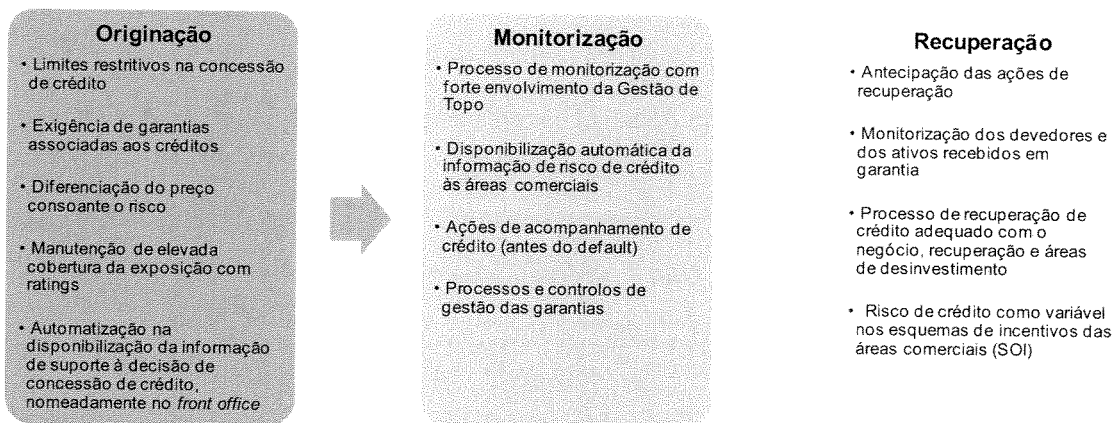 Originação
• Limites restritivos na concessão
de crédito
• Exigência de garantias
associadas aos créditos
• Diferenciação do preço
consoante o risco
• Manutenção de elevada
cobertura da exposição com
ratings
• Automatização na
disponibilização da informação
de suporte à decisão de
concessão de crédito,
nomeadamente no front office
Monitorização
• Processo de monitorização com
forte envolvimento da Gestão de
Topo
• Disponibilização automática da
informação de risco de crédito
às áreas comerciais
• Ações de acompanhamento de
crédito (antes do default)
• Processos e controlos de
gestão das garantias
Recuperação
• Antecipação das ações de
recuperação
• Monitorização dos devedores e
dos ativos recebidos em
garantia
• Processo de recuperação de
crédito adequado com o
negócio, recuperação e áreas
de desinvestimento
• Risco de crédito como variável
nos esquemas de incentivos das
áreas comerciais (SOI)